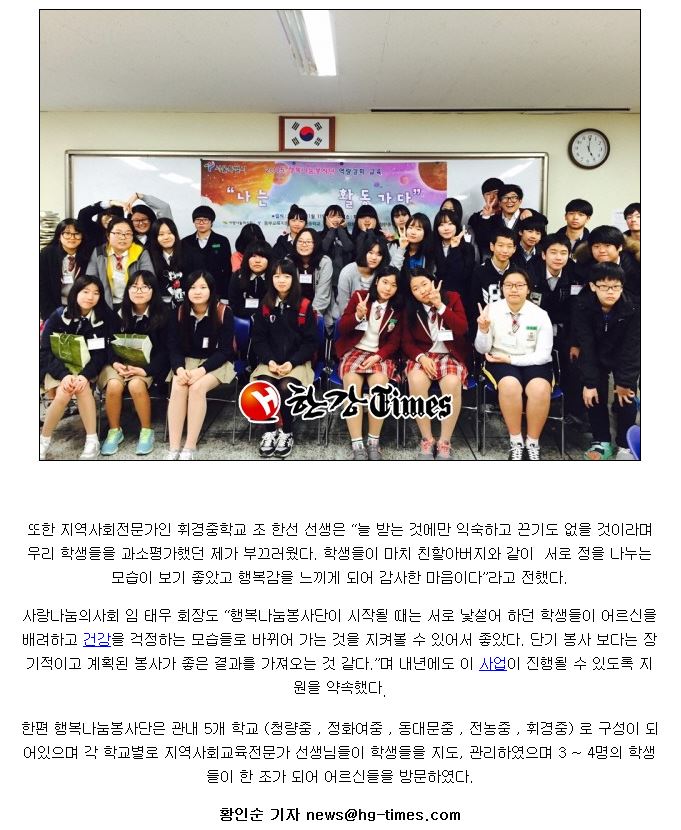 역량강화 교육
“나는 활동가다”
한강Times
또한 지역사회전문가인 휘경중학교 조 한선 선생은 “늘 받는 것에만 익숙하고 끈기도 없을 것이라며
우리 학생들을 과소평가했던 제가 부끄러웠다. 학생들이 마치 친할아버지와 같이 서로 정을 나누는
모습이 보기 좋았고 행복감을 느끼게 되어 감사한 마음이다”라고 전했다.
사랑나눔의사회 임 태우 회장도 “행복나눔봉사단이 시작될 때는 서로 낯설어 하던 학생들이 어르신을
배려하고 건강을 걱정하는 모습들로 바뀌어 가는 것을 지켜볼 수 있어서 좋았다. 단기 봉사 보다는 장
기적이고 계획된 봉사가 좋은 결과를 가져오는 것 같다.”며 내년에도 이 사업이 진행될 수 있도록 지
원을 약속했다.
한편 행복나눔봉사단은 관내 5개 학교 (청량중 , 정화여중 , 동대문중 , 전농중 , 휘경중) 로 구성이 되
어있으며 각 학교별로 지역사회교육전문가 선생님들이 학생들을 지도, 관리하였으며 3 ~ 4명의 학생
들이 한 조가 되어 어르신들을 방문하였다.
황인순 기자 news@hg-times.com